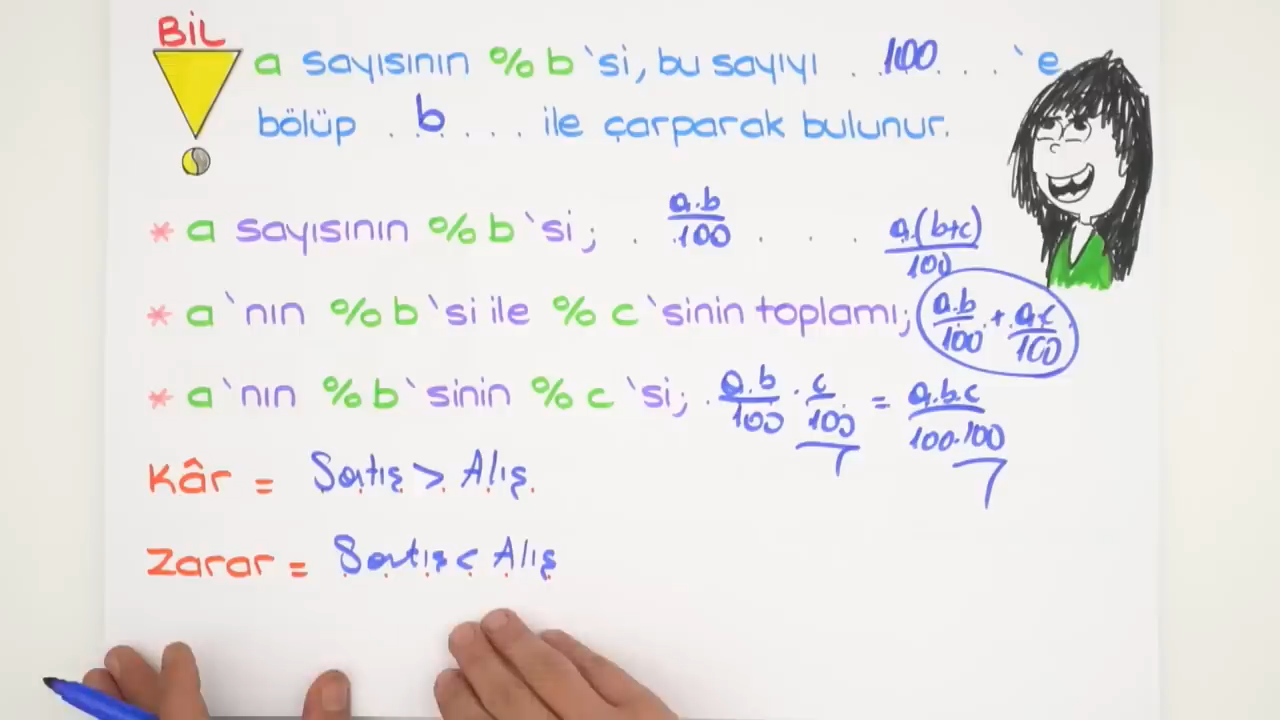 BİL
a sayısının %b'si, bu sayıyı ..100...'e
bölüp ..b... ile çarparak bulunur.
* a sayısının %b'si; . a.b/100 . . . a.(b+c)/100
* a'nın %b'si ile %c'sinin toplamı; a.b/100 + a.c/100
* a'nın %b'sinin %c'si; . a.b/100 . c/100 = a.b.c/100.100
Kâr = Satış > Alış
Zarar = Satış < Alış